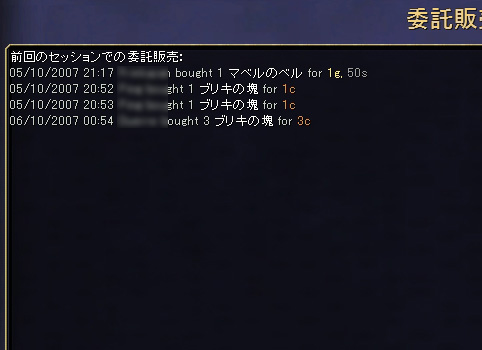 委託販
前回のセッションでの委託販売:
05/10/2007 21:17 bought 1 マベルのベル for 1g, 50s
05/10/2007 20:52 bought 1 ブリキの塊 for 1c
05/10/2007 20:53 bought 1 ブリキの塊 for 1c
06/10/2007 00:54 bought 3 ブリキの塊 for 3c